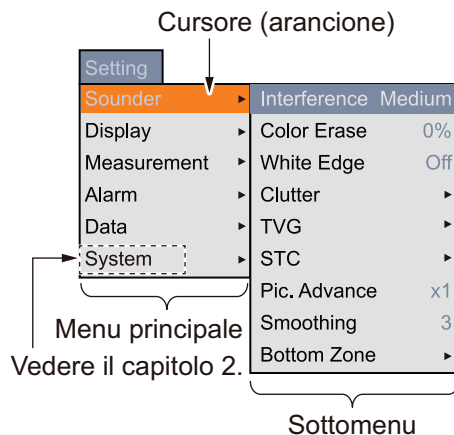 Cursore (arancione)
Setting
Sounder
Display
Measurement
Alarm
Data
System
Interference Medium
Color Erase 0%
White Edge Off
Clutter
TVG
STC
Pic. Advance x1
Smoothing 3
Bottom Zone
Menu principale
Vedere il capitolo 2.
Sottomenu